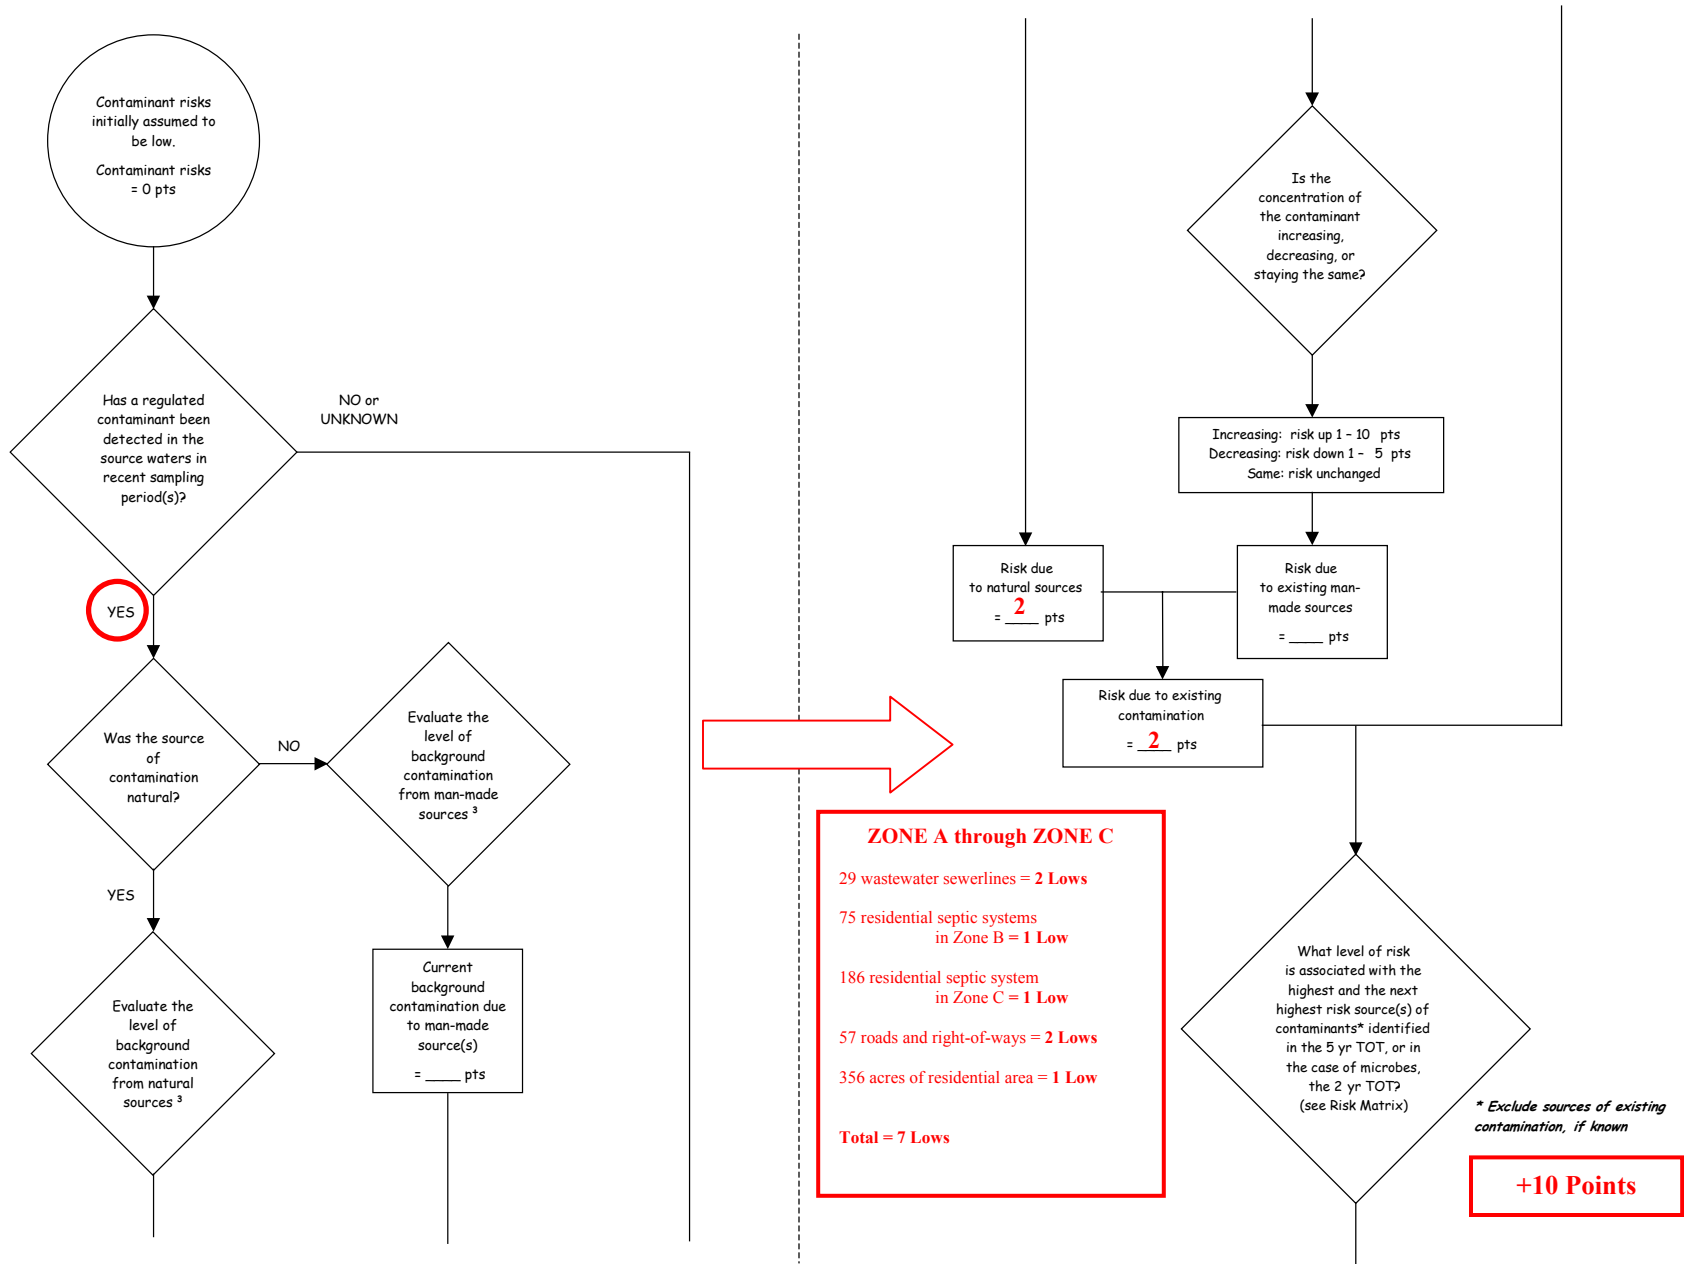 Contaminant risks
initially assumed to
be low.
Contaminant risks
= 0 pts
Has a regulated
contaminant been
detected in the
source waters in
recent sampling
period(s)?
NO or
UNKNOWN
YES
Was the source
of
contamination
natural?
NO
Evaluate the
level of
background
contamination
from man-made
sources ³
YES
Evaluate the
level of
background
contamination
from natural
sources ³
Current
background
contamination due
to man-made
source(s)
= ____ pts
Is the
concentration of
the contaminant
increasing,
decreasing, or
staying the same?
Increasing: risk up 1 – 10 pts
Decreasing: risk down 1 – 5 pts
Same: risk unchanged
Risk due
to natural sources
= 2 pts
Risk due
to existing man-
made sources
= ____ pts
Risk due to existing
contamination
= 2 pts
ZONE A through ZONE C
29 wastewater sewerlines = 2 Lows
75 residential septic systems
in Zone B = 1 Low
186 residential septic system
in Zone C = 1 Low
57 roads and right-of-ways = 2 Lows
356 acres of residential area = 1 Low
Total = 7 Lows
What level of risk
is associated with the
highest and the next
highest risk source(s) of
contaminants* identified
in the 5 yr TOT, or in
the case of microbes,
the 2 yr TOT?
(see Risk Matrix)
* Exclude sources of existing
contamination, if known
+10 Points